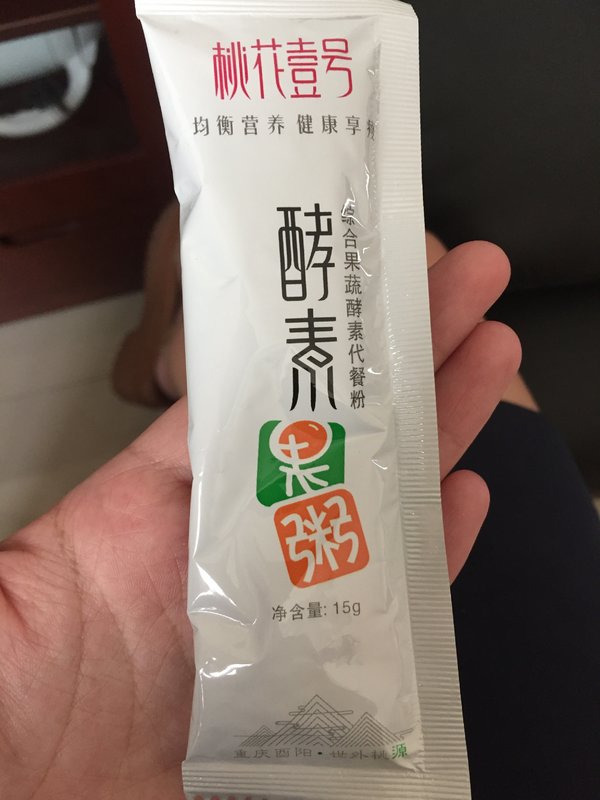 桃花壹号
均衡营养 健康享瘦
酵素
综合果蔬酵素代餐粉
果粥
净含量: 15g
重庆酉阳·世外桃源